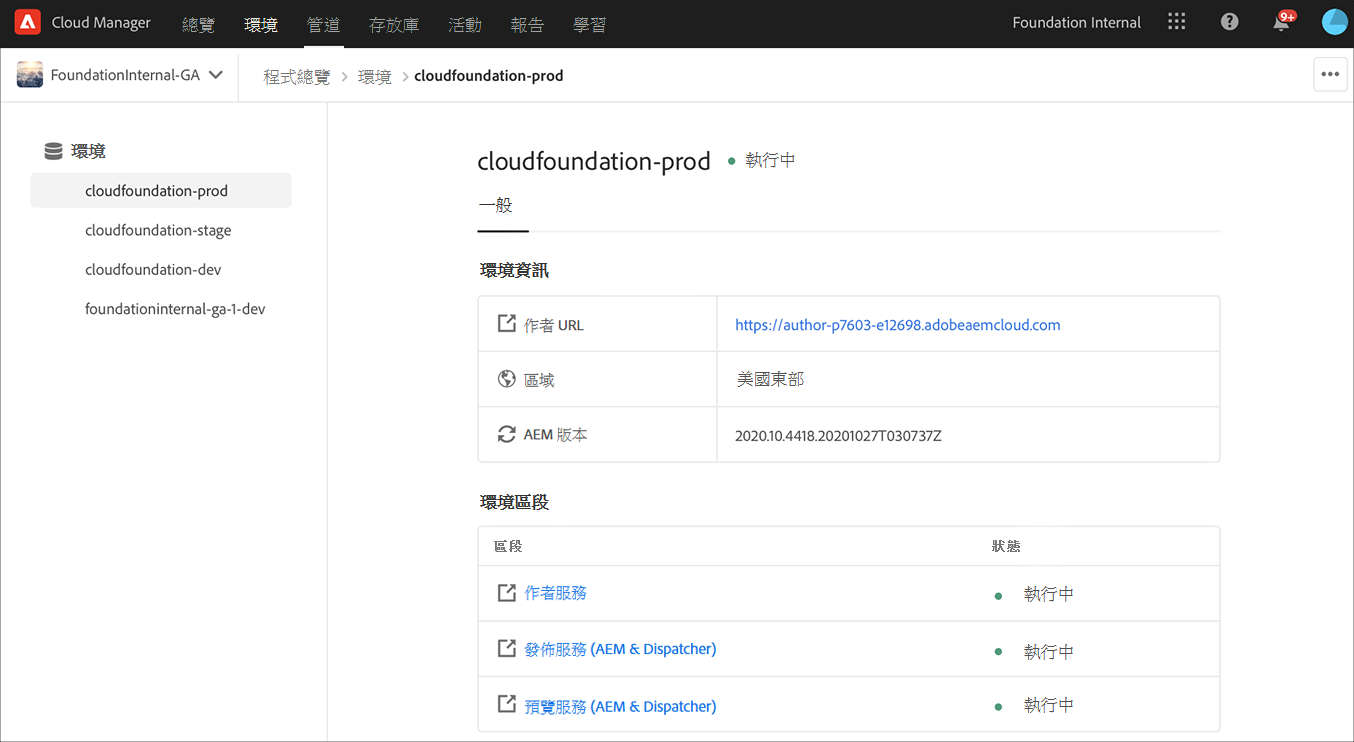 Cloud Manager 總覽 環境 管道 存放庫 活動 報告 學習 Foundation Internal 9+
FoundationInternal-GA 程式總覽 > 環境 > cloudfoundation-prod
環境
cloudfoundation-prod
cloudfoundation-stage
cloudfoundation-dev
foundationinternal-ga-1-dev
cloudfoundation-prod 執行中
一般
環境資訊
作者 URL https://author-p7603-e12698.adobeaemcloud.com
區域 美國東部
AEM 版本 2020.10.4418.20201027T030737Z
環境區段
區段 狀態
作者服務 執行中
發佈服務 (AEM & Dispatcher) 執行中
預覽服務 (AEM & Dispatcher) 執行中